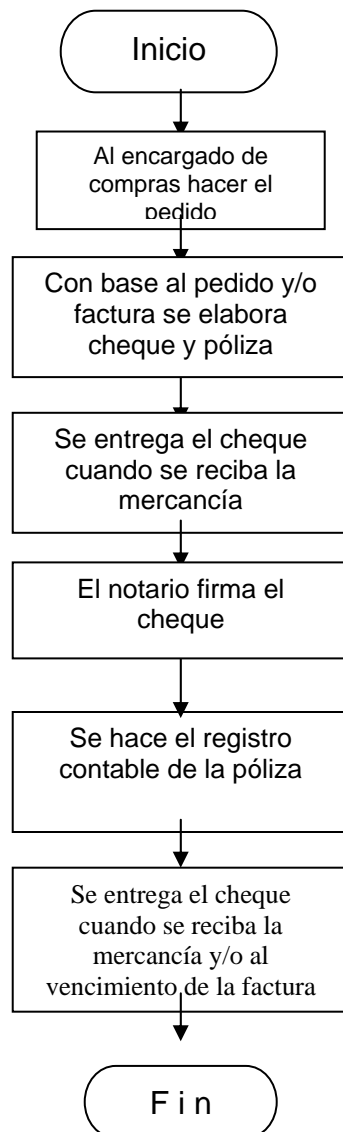 Inicio
Al encargado de
compras hacer el
pedido
Con base al pedido y/o
factura se elabora
cheque y póliza
Se entrega el cheque
cuando se reciba la
mercancía
El notario firma el
cheque
Se hace el registro
contable de la póliza
Se entrega el cheque
cuando se reciba la
mercancía y/o al
vencimiento de la factura
F i n